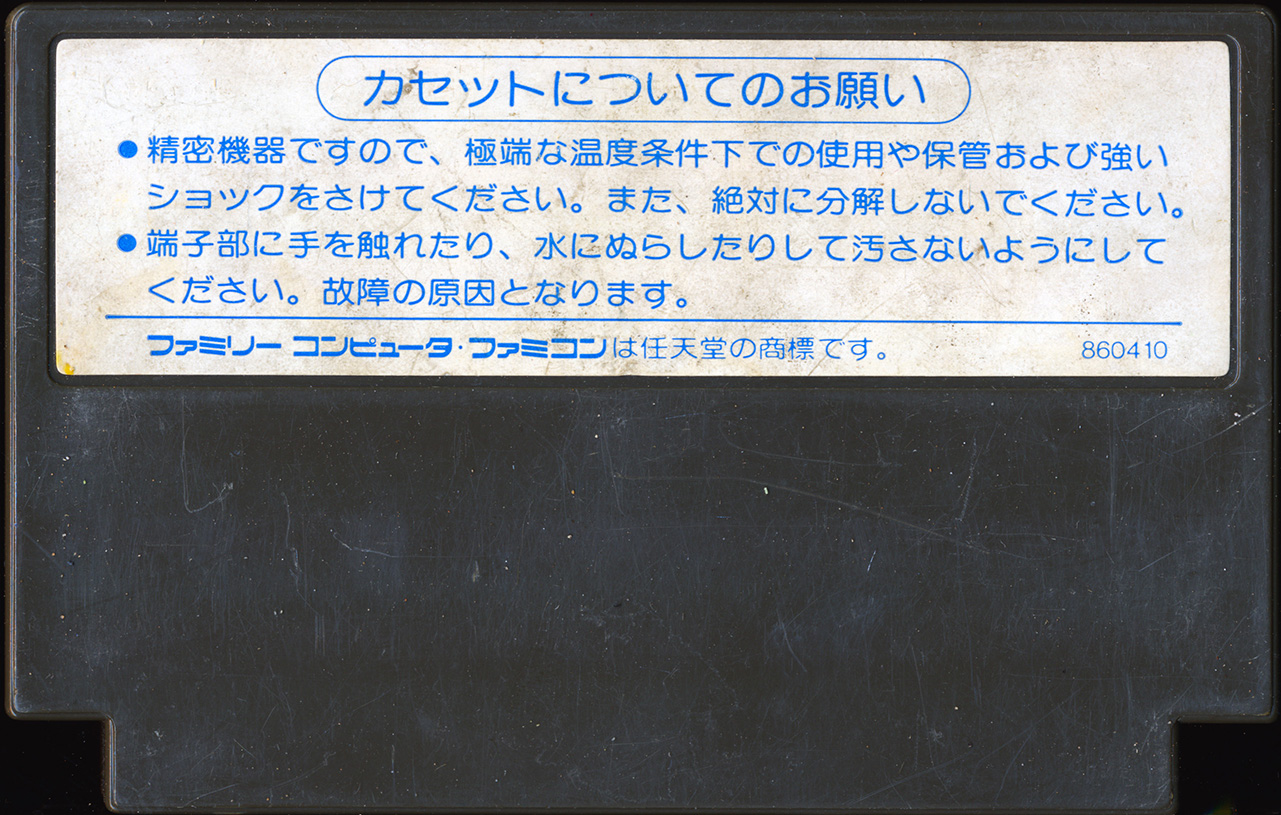 カセットについてのお願い
●精密機器ですので、極端な温度条件下での使用や保管および強い
ショックをさけてください。また、絶対に分解しないでください。
●端子部に手を触れたり、水にぬらしたりして汚さないようにして
ください。故障の原因となります。
ファミリー コンピュータ・ファミコンは任天堂の商標です。 860410